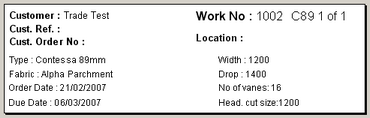 Customer : Trade Test
Cust. Ref. :
Cust. Order No :
Work No : 1002 C89 1 of 1
Location :
Type : Contessa 89mm
Fabric : Alpha Parchment
Order Date : 21/02/2007
Due Date : 06/03/2007
Width : 1200
Drop : 1400
No of vanes: 16
Head. cut size:1200